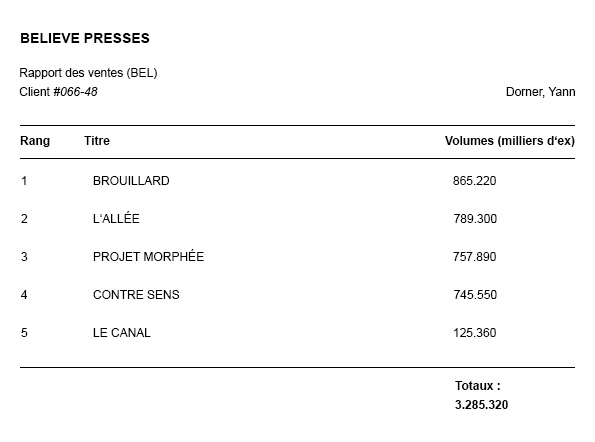 BELIEVE PRESSES
Rapport des ventes (BEL)
Client #066-48 Dorner, Yann
Rang Titre Volumes (milliers d‘ex)
1 BROUILLARD 865.220
2 L‘ALLÉE 789.300
3 PROJET MORPHÉE 757.890
4 CONTRE SENS 745.550
5 LE CANAL 125.360
Totaux :
3.285.320